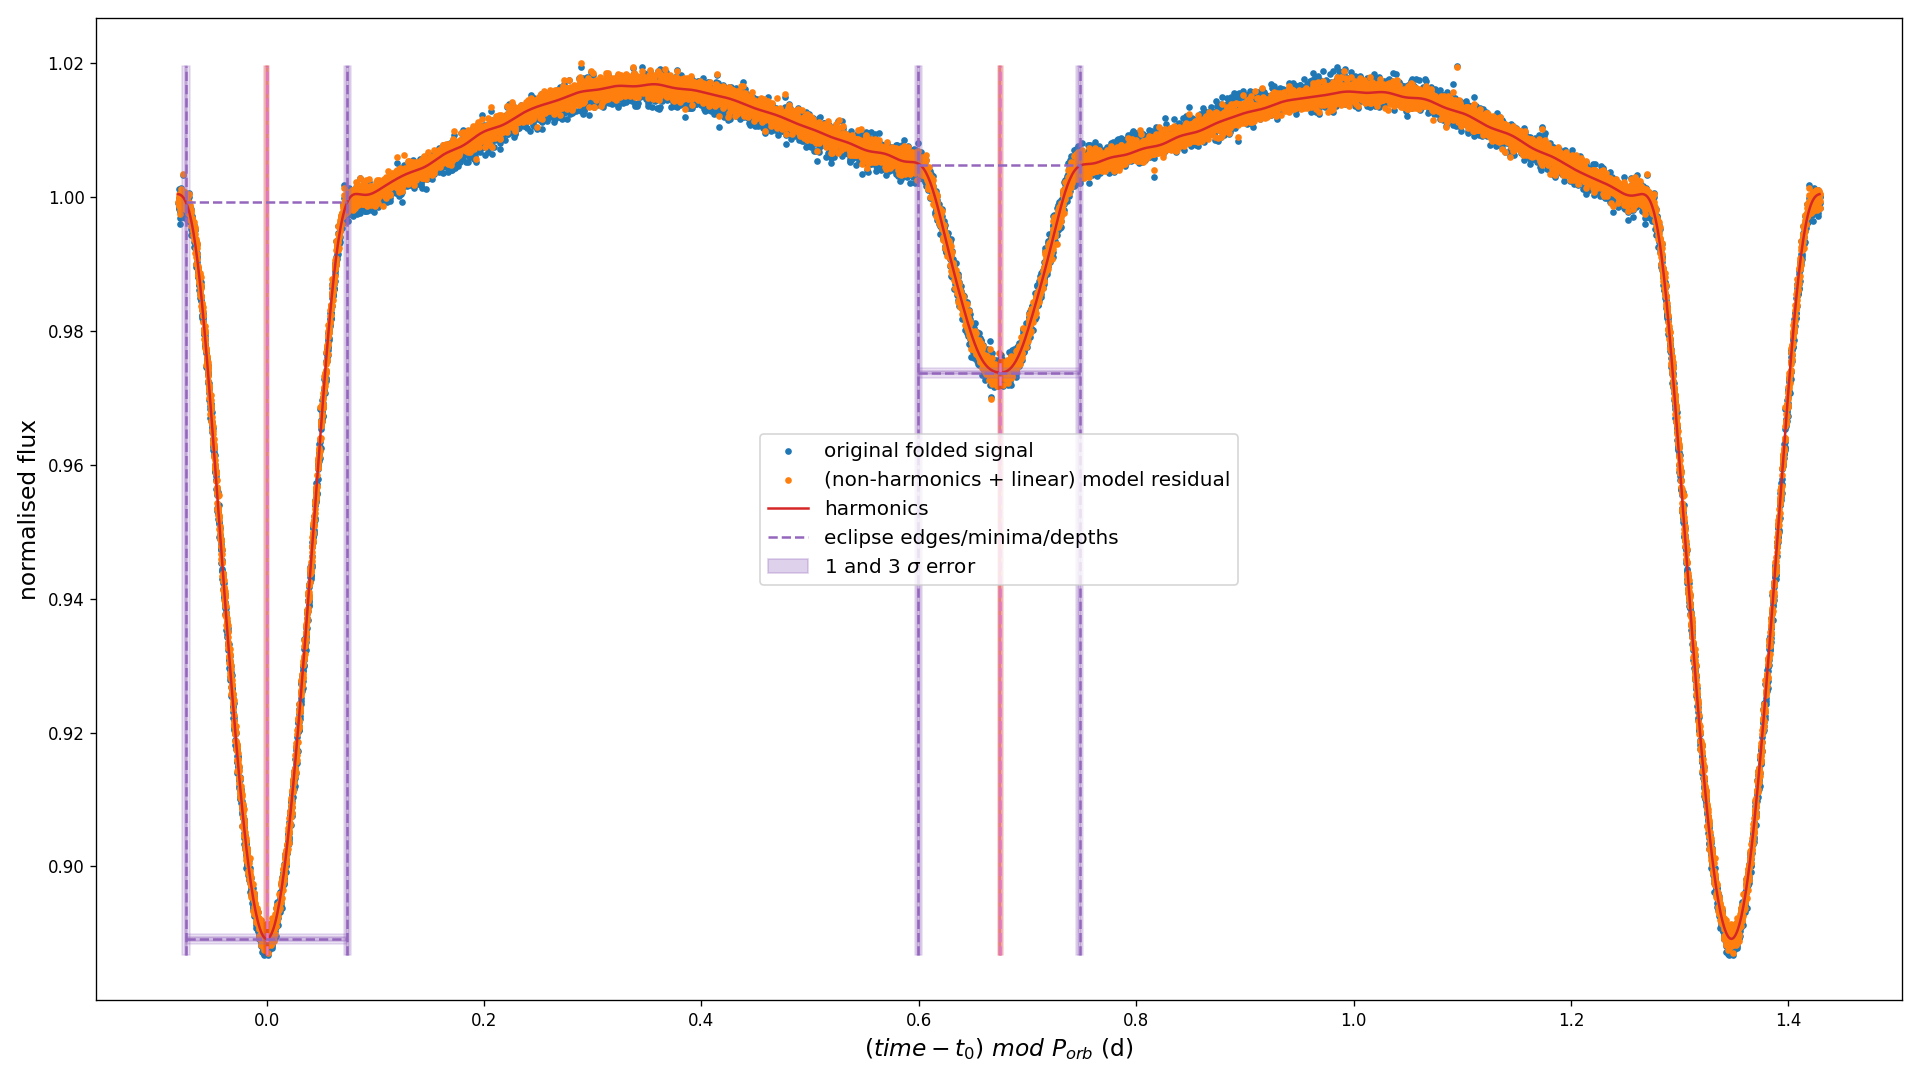 1.02
1.00
0.98
0.96
0.94
0.92
0.90
normalised flux
original folded signal
(non-harmonics + linear) model residual
harmonics
eclipse edges/minima/depths
1 and 3 σ error
0.0 0.2 0.4 0.6 0.8 1.0 1.2 1.4
(time − t₀) mod Pₒᵣb (d)